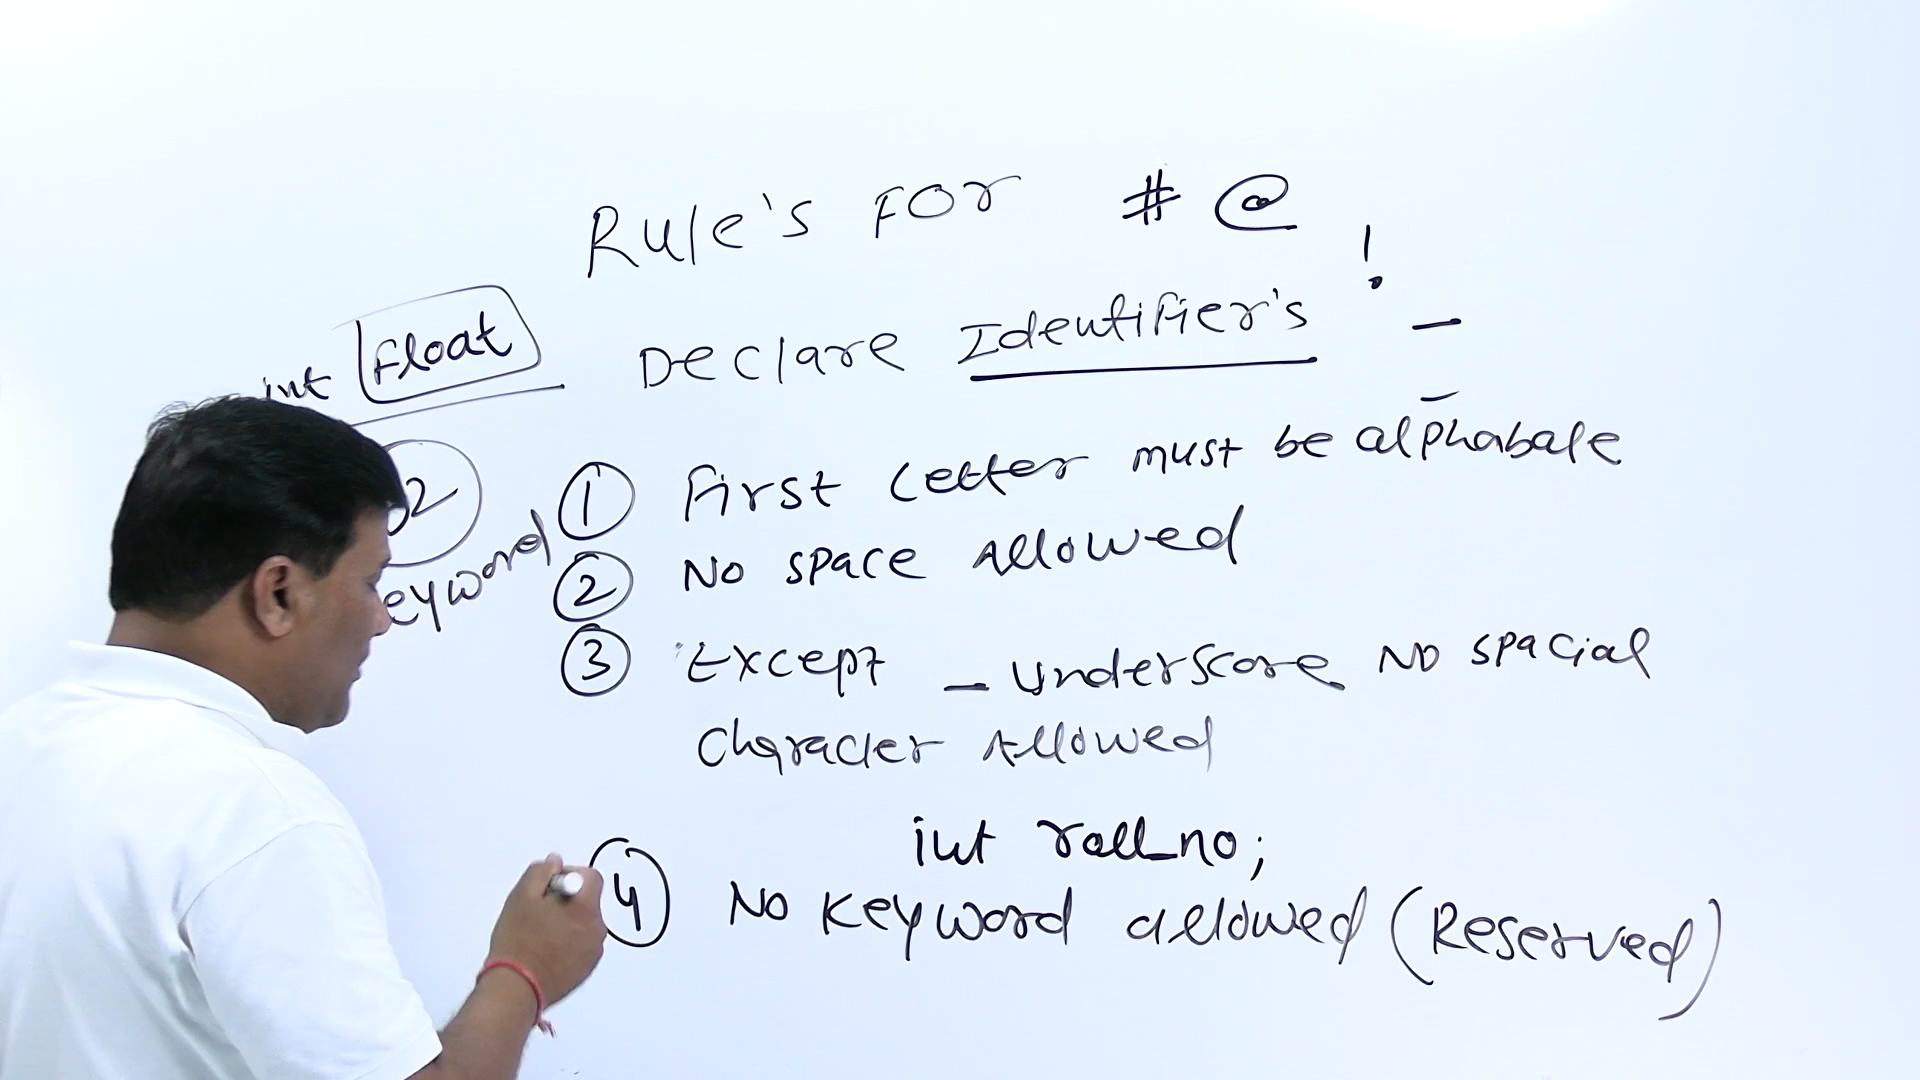 Rule's FOR # @ !
Declare Identifier's _
int float
① First letter must be alphabate
② No space Allowed
③ Except _ underscore No spacial
Character Allowed
int roll_no;
④ No Keyword allowed (Reserved)